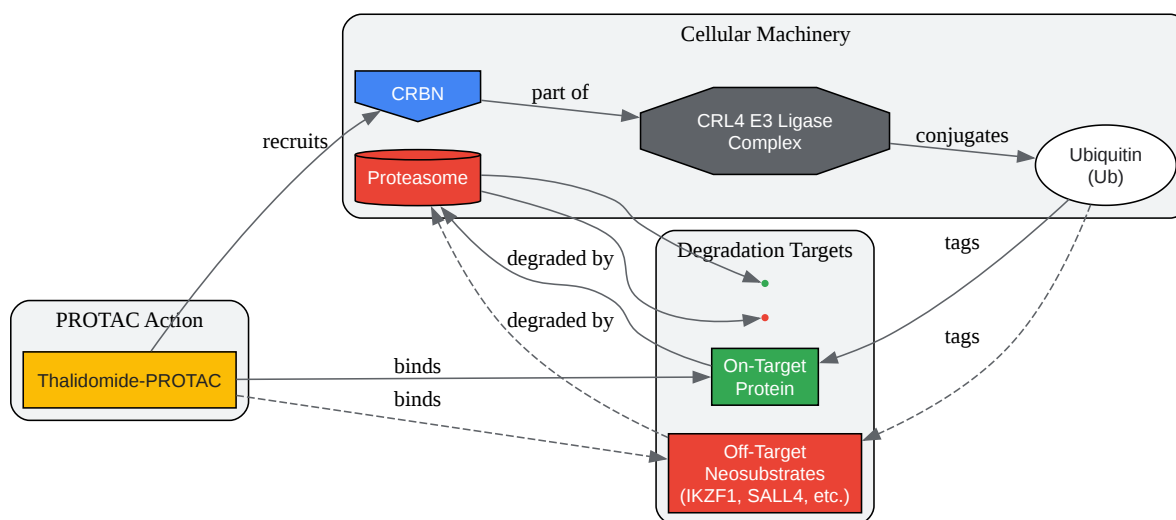 Cellular Machinery
CRBN
part of
CRL4 E3 Ligase
Complex
conjugates
Ubiquitin
(Ub)
recruits
Proteasome
degraded by
degraded by
Degradation Targets
tags
tags
PROTAC Action
Thalidomide-PROTAC
binds
binds
On-Target
Protein
Off-Target
Neosubstrates
(IKZF1, SALL4, etc.)